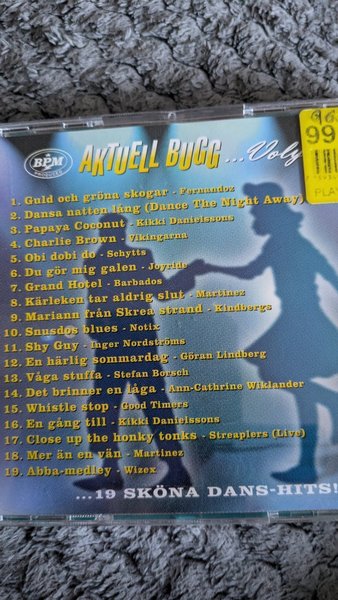 BPM
PRODUCER
AKTUELL BUGG ...Voly
99
PLAY
1. Guld och gröna skogar - Fernandoz
2. Dansa natten lång (Dance The Night Away)
3. Papaya Coconut - Kikki Danielssons
4. Charlie Brown - Vikingarna
5. Obi dobi do - Schytts
6. Du gör mig galen - Joyride
7. Grand Hotel - Barbados
8. Kärleken tar aldrig slut - Martinez
9. Mariann från Skrea strand - Kindbergs
10. Snusdos blues - Notix
11. Shy Guy - Inger Nordströms
12. En härlig sommardag - Göran Lindberg
13. Våga stuffa - Stefan Borsch
14. Det brinner en låga - Ann-Cathrine Wiklander
15. Whistle stop - Good Timers
16. En gång till - Kikki Danielssons
17. Close up the honky tonks - Streaplers (Live)
18. Mer än en vän - Martinez
19. Abba-medley - Wizex
...19 SKÖNA DANS-HITS!